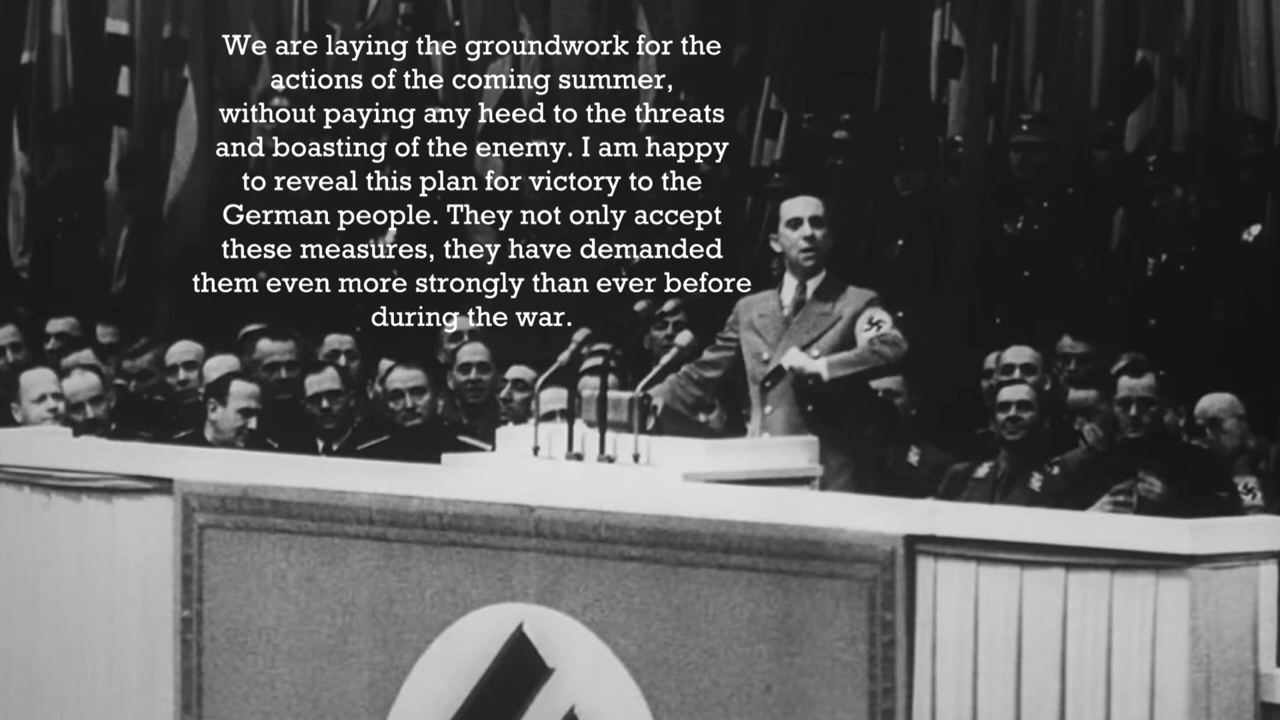 We are laying the groundwork for the
actions of the coming summer,
without paying any heed to the threats
and boasting of the enemy. I am happy
to reveal this plan for victory to the
German people. They not only accept
these measures, they have demanded
them even more strongly than ever before
during the war.